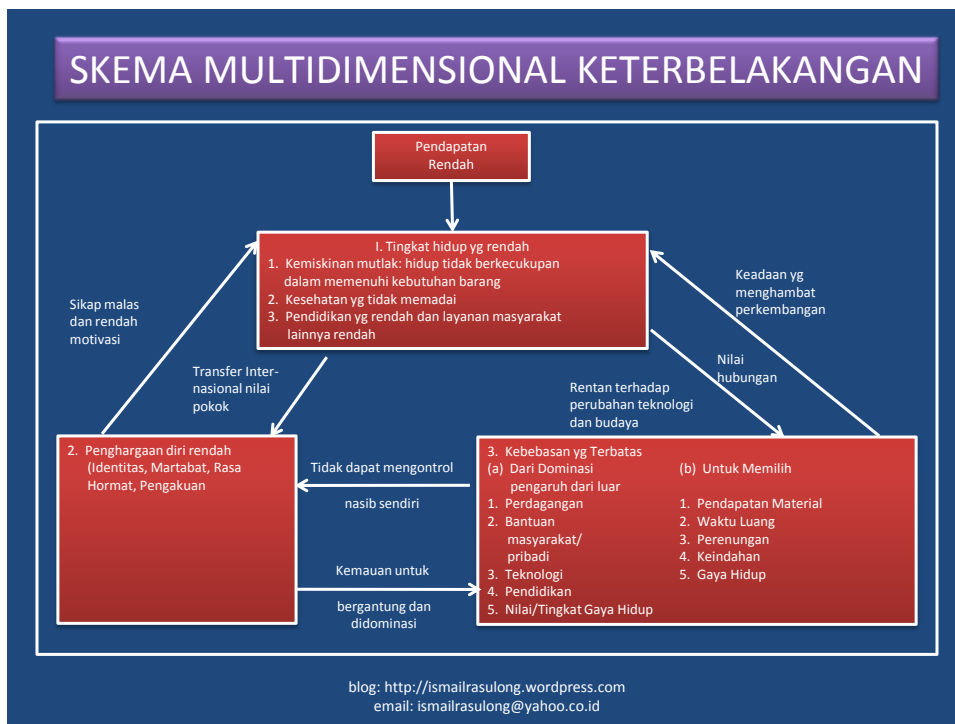 SKEMA MULTIDIMENSIONAL KETERBELAKANGAN
Pendapatan
Rendah
I. Tingkat hidup yg rendah
1. Kemiskinan mutlak: hidup tidak berkecukupan
dalam memenuhi kebutuhan barang
2. Kesehatan yg tidak memadai
3. Pendidikan yg rendah dan layanan masyarakat
lainnya rendah
Sikap malas
dan rendah
motivasi
Keadaan yg
menghambat
perkembangan
Transfer Inter-
nasional nilai
pokok
Nilai
hubungan
Rentan terhadap
perubahan teknologi
dan budaya
2. Penghargaan diri rendah
(Identitas, Martabat, Rasa
Hormat, Pengakuan
Tidak dapat mengontrol
nasib sendiri
Kemauan untuk
bergantung dan
didominasi
3. Kebebasan yg Terbatas
(a) Dari Dominasi
pengaruh dari luar
1. Perdagangan
2. Bantuan
masyarakat/
pribadi
3. Teknologi
4. Pendidikan
5. Nilai/Tingkat Gaya Hidup
(b) Untuk Memilih
1. Pendapatan Material
2. Waktu Luang
3. Perenungan
4. Keindahan
5. Gaya Hidup
blog: http://ismailrasulong.wordpress.com
email: ismailrasulong@yahoo.co.id